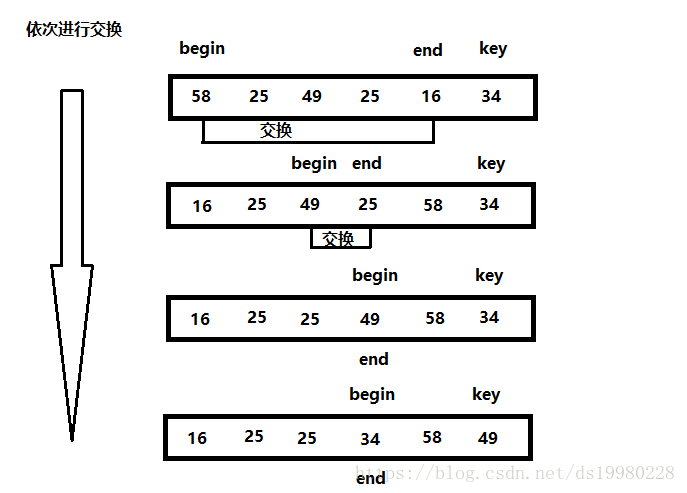 依次进行交换
begin end key
58 25 49 25 16 34
交换
begin end key
16 25 49 25 58 34
交换
begin key
16 25 25 49 58 34
end
begin key
16 25 25 34 58 49
end
https://blog.csdn.net/ds19980228